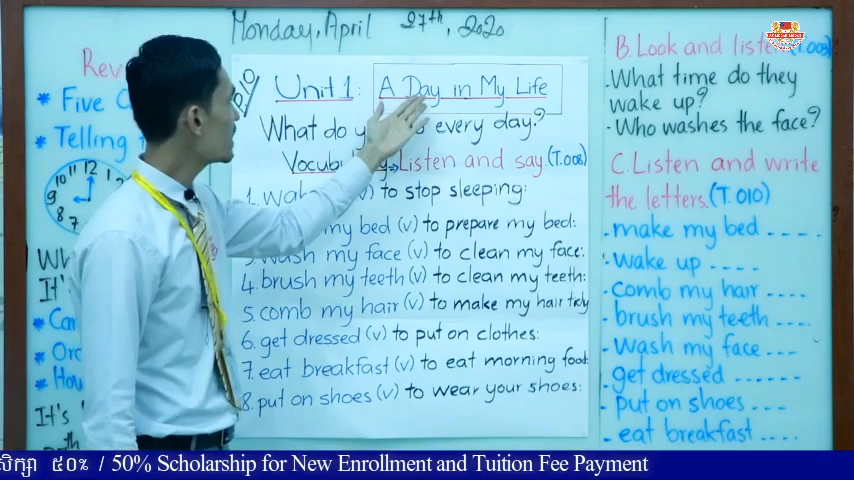 Monday, April 27th, 2020
* Five
* Telling
10 11 12
9
8 7
It's
*
*
*
It's
P.10
Unit 1: A Day in My Life
What do every day?
Listen and say. (T.008)
1. (v) to stop sleeping:
my bed (v) to prepare my bed:
wash my face (v) to clean my face:
4. brush my teeth (v) to clean my teeth:
5. comb my hair (v) to make my hair tidy
6. get dressed (v) to put on clothes:
7. eat breakfast (v) to eat morning food
8. put on shoes (v) to wear your shoes:
B. Look and listen. (T.009)
- What time do they
wake up?
- Who washes the face?
C. Listen and write
the letters. (T.010)
- make my bed _ _ _ _ _
- wake up _ _ _ _
- comb my hair _ _ _ _
- brush my teeth _ _ _ _
- wash my face _ _ _
- get dressed _ _ _ _ _ _
- put on shoes _ _ _
- eat breakfast _ _ _ _
សិក្សា ៥០% / 50% Scholarship for New Enrollment and Tuition Fee Payment